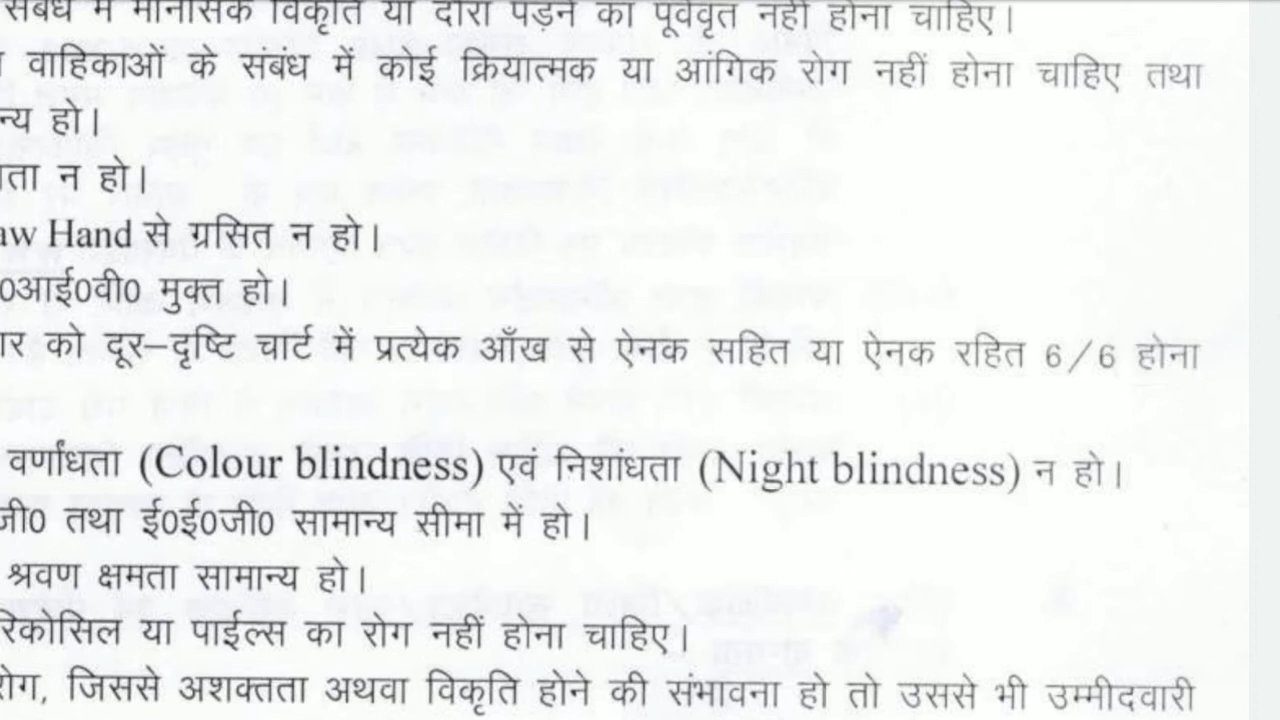 संबंध में मानसिक विकृति या दौरा पड़ने का पूर्ववृत नहीं होना चाहिए।
वाहिकाओं के संबंध में कोई क्रियात्मक या आंगिक रोग नहीं होना चाहिए तथा
न्य हो।
ता न हो।
aw Hand से ग्रसित न हो।
0आई0वी0 मुक्त हो।
र को दूर–दृष्टि चार्ट में प्रत्येक आँख से ऐनक सहित या ऐनक रहित 6/6 होना
वर्णांधता (Colour blindness) एवं निशांधता (Night blindness) न हो।
जी0 तथा ई0ई0जी0 सामान्य सीमा में हो।
श्रवण क्षमता सामान्य हो।
रिकोसिल या पाईल्स का रोग नहीं होना चाहिए।
रोग, जिससे अशक्तता अथवा विकृति होने की संभावना हो तो उससे भी उम्मीदवारी